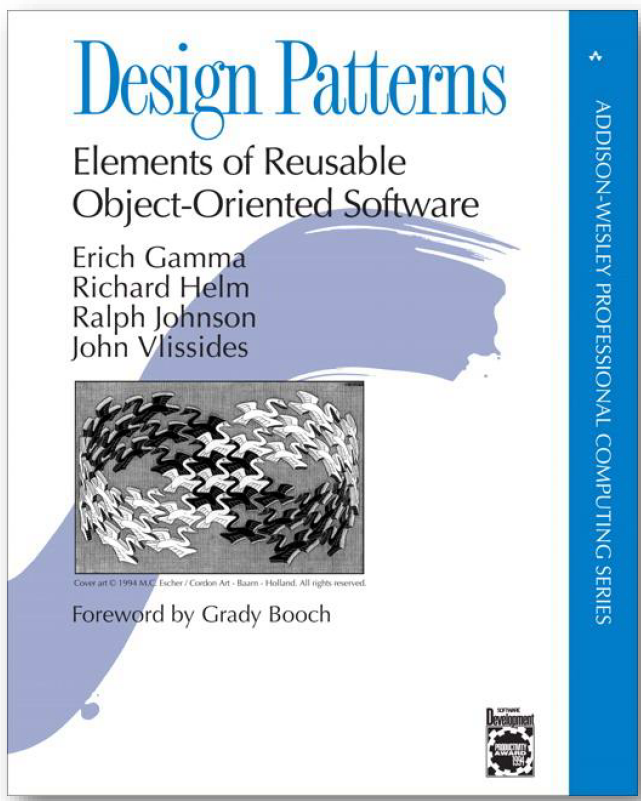 Design Patterns
Elements of Reusable
Object-Oriented Software
Erich Gamma
Richard Helm
Ralph Johnson
John Vlissides
Cover art © 1994 M.C. Escher / Cordon Art - Baarn - Holland. All rights reserved.
Foreword by Grady Booch
ADDISON-WESLEY PROFESSIONAL COMPUTING SERIES
SOFTWARE
Development
PRODUCTIVITY
AWARD
1994